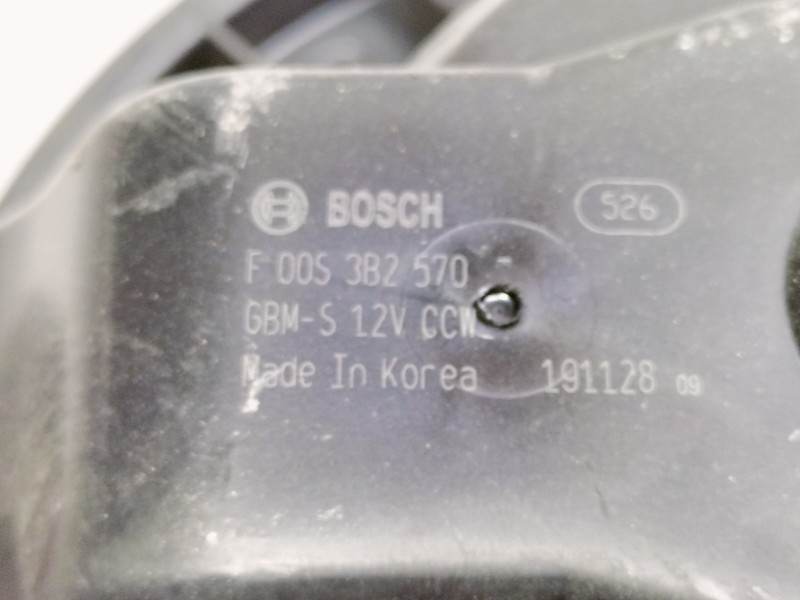 BOSCH 526
F 00S 3B2 570
GBM-S 12V CCW
Made In Korea 191128 09